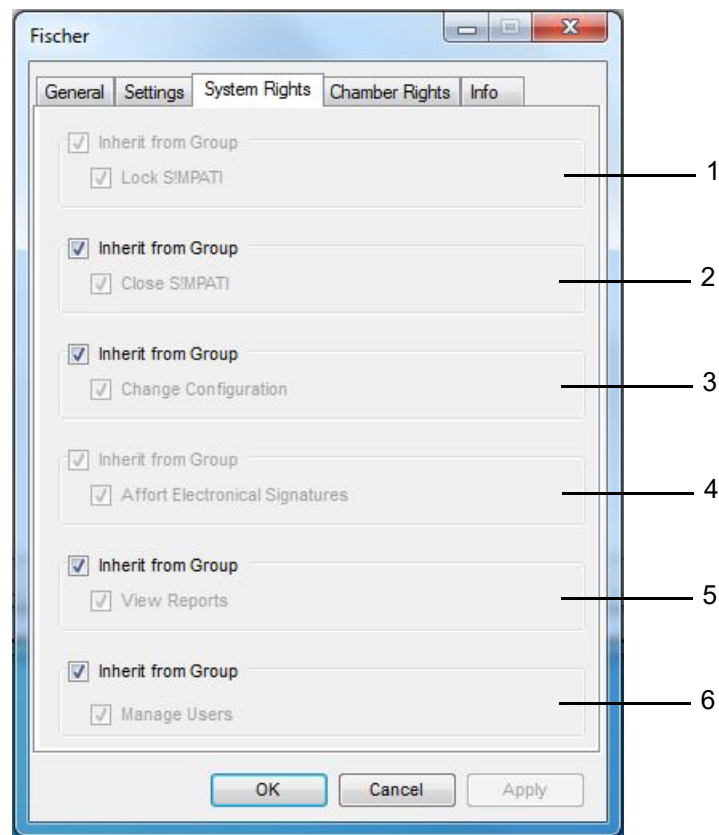 Fischer
General Settings System Rights Chamber Rights Info
Inherit from Group
Lock S!MPATI
1
Inherit from Group
Close S!MPATI
2
Inherit from Group
Change Configuration
3
Inherit from Group
Affort Electronical Signatures
4
Inherit from Group
View Reports
5
Inherit from Group
Manage Users
6
OK Cancel Apply